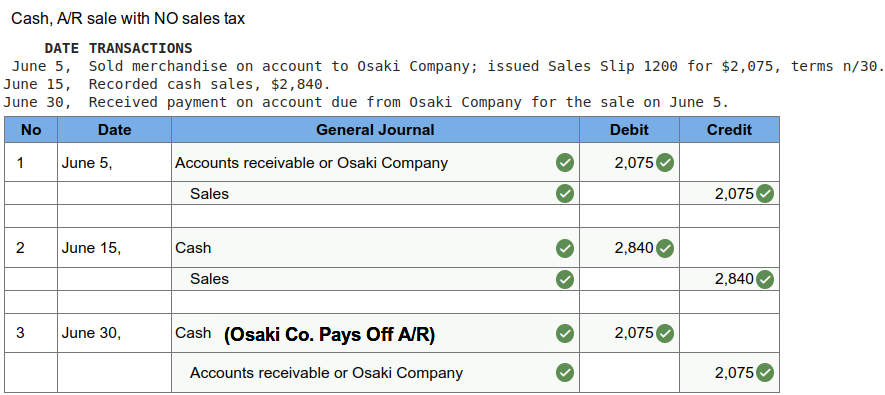 Cash, A/R sale with NO sales tax
DATE TRANSACTIONS
June 5, Sold merchandise on account to Osaki Company; issued Sales Slip 1200 for $2,075, terms n/30.
June 15, Recorded cash sales, $2,840.
June 30, Received payment on account due from Osaki Company for the sale on June 5.
No Date General Journal Debit Credit
1 June 5, Accounts receivable or Osaki Company 2,075
Sales 2,075
2 June 15, Cash 2,840
Sales 2,840
3 June 30, Cash (Osaki Co. Pays Off A/R) 2,075
Accounts receivable or Osaki Company 2,075